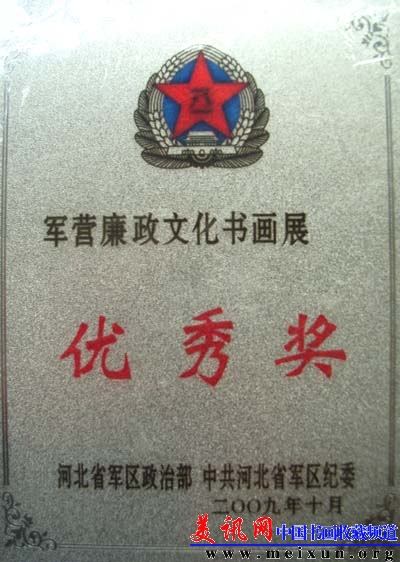 八一
军营廉政文化书画展
优秀奖
河北省军区政治部 中共河北省军区纪委
二〇〇九年十月
美讯网 中国书画收藏频道
www.meixun.org